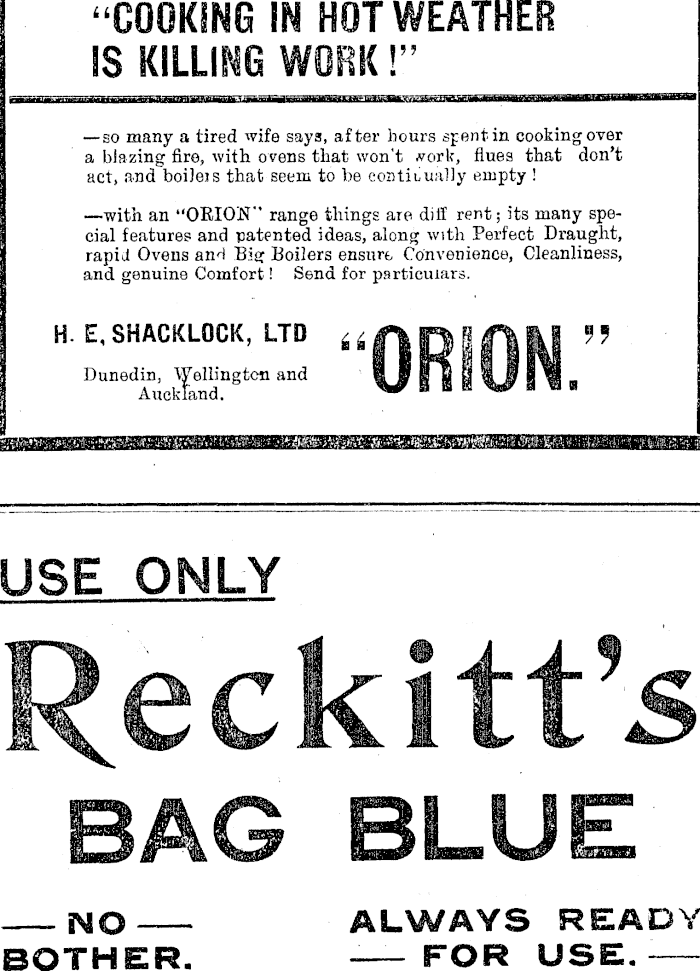 “COOKING IN HOT WEATHER
IS KILLING WORK!”
—so many a tired wife says, after hours spent in cooking over
a blazing fire, with ovens that won't work, flues that don't
act, and boilers that seem to be continually empty!
—with an “ORION” range things are diff rent; its many spe-
cial features and patented ideas, along with Perfect Draught,
rapid Ovens and Big Boilers ensure Convenience, Cleanliness,
and genuine Comfort! Send for particulars.
H. E. SHACKLOCK, LTD
Dunedin, Wellington and
Auckland.
“ORION.”
USE ONLY
Reckitt's
BAG BLUE
— NO —
BOTHER.
ALWAYS READY
— FOR USE. —